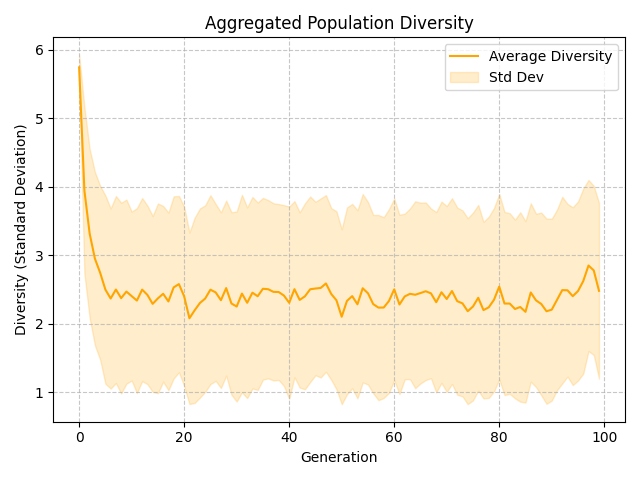 Aggregated Population Diversity
Average Diversity
Std Dev
Diversity (Standard Deviation)
6
5
4
3
2
1
0 20 40 60 80 100
Generation